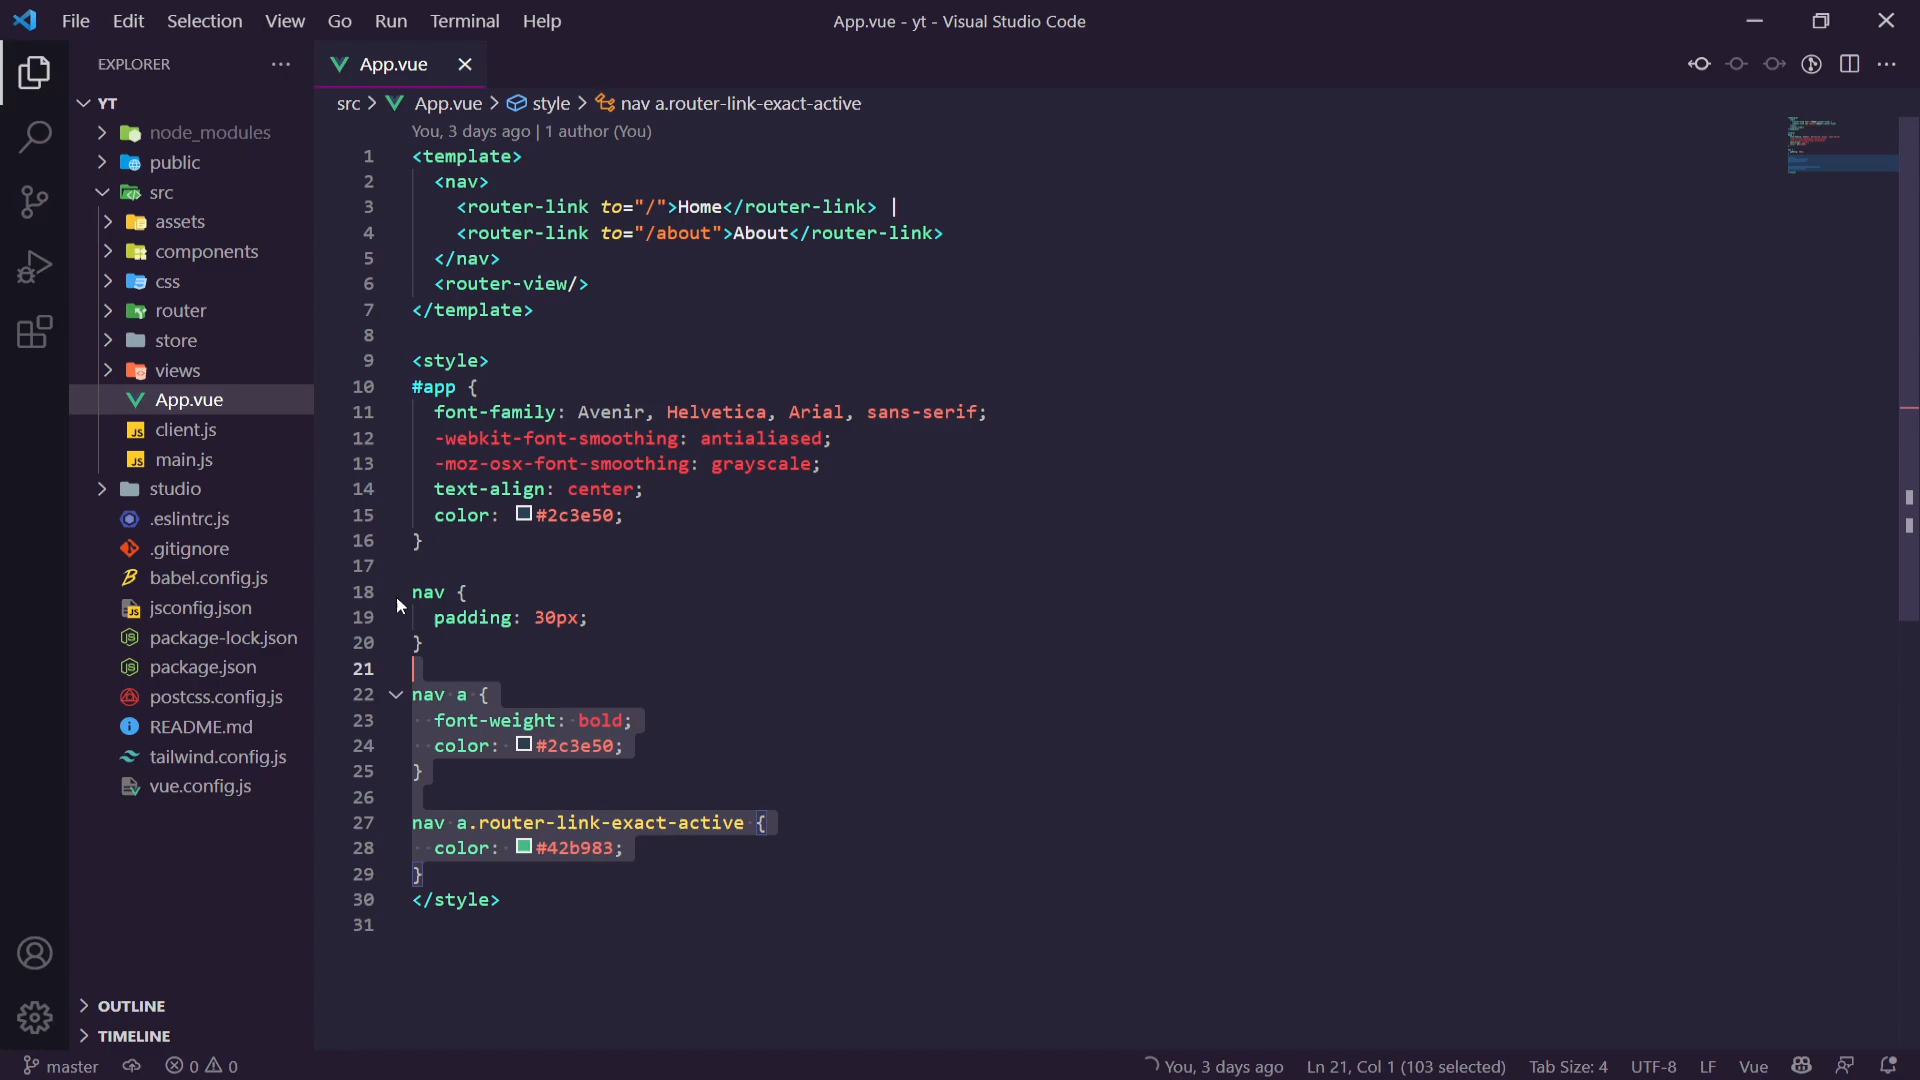 File Edit Selection View Go Run Terminal Help
App.vue - yt - Visual Studio Code
EXPLORER
YT
node_modules
public
src
assets
components
css
router
store
views
App.vue
client.js
main.js
studio
.eslintrc.js
.gitignore
babel.config.js
jsconfig.json
package-lock.json
package.json
postcss.config.js
README.md
tailwind.config.js
vue.config.js
OUTLINE
TIMELINE
App.vue
src > App.vue > style > nav a.router-link-exact-active
You, 3 days ago | 1 author (You)
1 <template>
2 <nav>
3 <router-link to="/">Home</router-link> |
4 <router-link to="/about">About</router-link>
5 </nav>
6 <router-view/>
7 </template>
8
9 <style>
10 #app {
11 font-family: Avenir, Helvetica, Arial, sans-serif;
12 -webkit-font-smoothing: antialiased;
13 -moz-osx-font-smoothing: grayscale;
14 text-align: center;
15 color: #2c3e50;
16 }
17
18 nav {
19 padding: 30px;
20 }
21
22 nav a {
23 font-weight: bold;
24 color: #2c3e50;
25 }
26
27 nav a.router-link-exact-active {
28 color: #42b983;
29 }
30 </style>
31
master 0 0 You, 3 days ago Ln 21, Col 1 (103 selected) Tab Size: 4 UTF-8 LF Vue